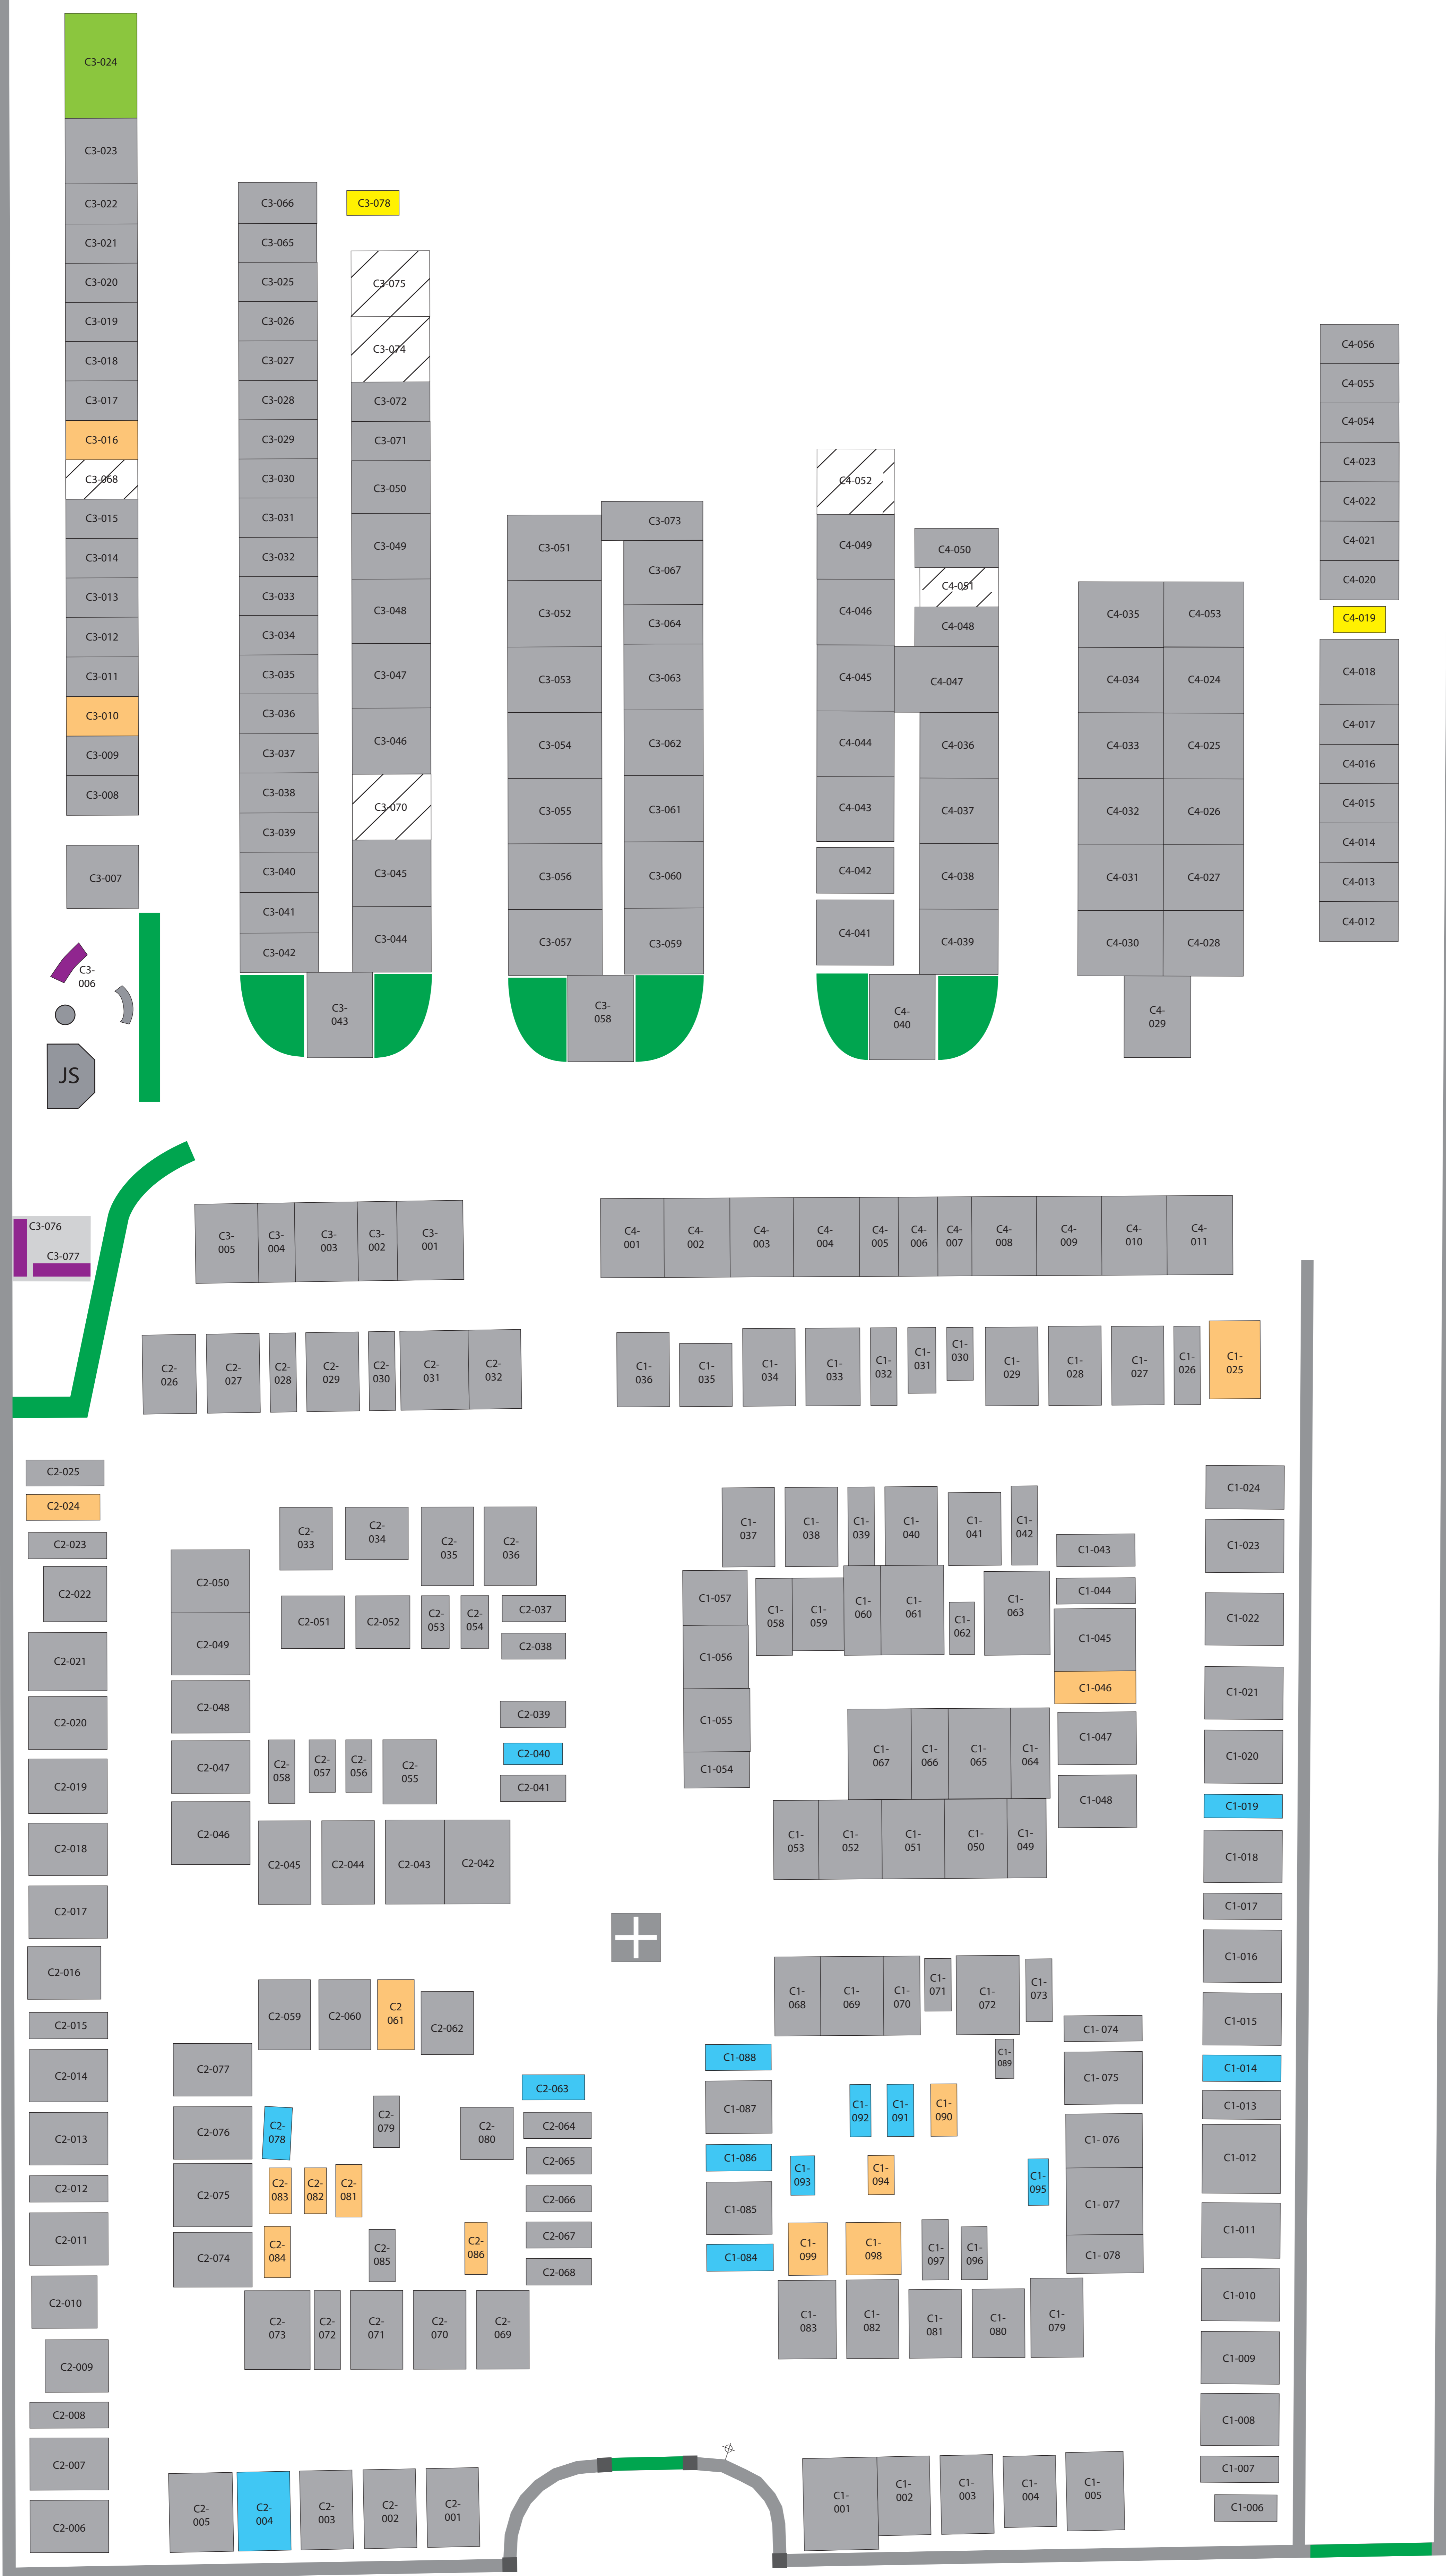 C3-024
C3-023
C3-022
C3-021
C3-020
C3-019
C3-018
C3-017
C3-016
C3-068
C3-015
C3-014
C3-013
C3-012
C3-011
C3-010
C3-009
C3-008
C3-007
C3-
006
JS
C3-076
C3-077
C3-066
C3-065
C3-025
C3-026
C3-027
C3-028
C3-029
C3-030
C3-031
C3-032
C3-033
C3-034
C3-035
C3-036
C3-037
C3-038
C3-039
C3-040
C3-041
C3-042
C3-078
C3-075
C3-074
C3-072
C3-071
C3-050
C3-049
C3-048
C3-047
C3-046
C3-070
C3-045
C3-044
C3-
043
C3-051
C3-052
C3-053
C3-054
C3-055
C3-056
C3-057
C3-073
C3-067
C3-064
C3-063
C3-062
C3-061
C3-060
C3-059
C3-
058
C4-052
C4-049
C4-046
C4-045
C4-044
C4-043
C4-042
C4-041
C4-050
C4-051
C4-048
C4-047
C4-036
C4-037
C4-038
C4-039
C4-
040
C4-035
C4-053
C4-034
C4-024
C4-033
C4-025
C4-032
C4-026
C4-031
C4-027
C4-030
C4-028
C4-
029
C4-056
C4-055
C4-054
C4-023
C4-022
C4-021
C4-020
C4-019
C4-018
C4-017
C4-016
C4-015
C4-014
C4-013
C4-012
C3-
005
C3-
004
C3-
003
C3-
002
C3-
001
C4-
001
C4-
002
C4-
003
C4-
004
C4-
005
C4-
006
C4-
007
C4-
008
C4-
009
C4-
010
C4-
011
C2-
026
C2-
027
C2-
028
C2-
029
C2-
030
C2-
031
C2-
032
C1-
036
C1-
035
C1-
034
C1-
033
C1-
032
C1-
031
C1-
030
C1-
029
C1-
028
C1-
027
C1-
026
C1-
025
C2-025
C2-024
C2-023
C2-022
C2-021
C2-020
C2-019
C2-018
C2-017
C2-016
C2-015
C2-014
C2-013
C2-012
C2-011
C2-010
C2-009
C2-008
C2-007
C2-006
C2-
033
C2-
034
C2-
035
C2-
036
C2-050
C2-049
C2-048
C2-047
C2-046
C2-051
C2-052
C2-
053
C2-
054
C2-037
C2-038
C2-039
C2-040
C2-041
C2-
058
C2-
057
C2-
056
C2-
055
C2-045
C2-044
C2-043
C2-042
C1-
037
C1-
038
C1-
039
C1-
040
C1-
041
C1-
042
C1-043
C1-044
C1-045
C1-046
C1-047
C1-048
C1-057
C1-056
C1-055
C1-054
C1-
058
C1-
059
C1-
060
C1-
061
C1-
062
C1-
063
C1-
067
C1-
066
C1-
065
C1-
064
C1-
053
C1-
052
C1-
051
C1-
050
C1-
049
C1-024
C1-023
C1-022
C1-021
C1-020
C1-019
C1-018
C1-017
C1-016
C1-015
C1-014
C1-013
C1-012
C1-011
C1-010
C1-009
C1-008
C1-007
C1-006
C2-059
C2-060
C2
061
C2-062
C2-077
C2-076
C2-075
C2-074
C2-
078
C2-
079
C2-
080
C2-063
C2-064
C2-065
C2-066
C2-067
C2-068
C2-
083
C2-
082
C2-
081
C2-
084
C2-
085
C2-
086
C2-
073
C2-
072
C2-
071
C2-
070
C2-
069
C1-
068
C1-
069
C1-
070
C1-
071
C1-
072
C1-
073
C1- 074
C1- 075
C1- 076
C1- 077
C1- 078
C1-
089
C1-088
C1-087
C1-086
C1-085
C1-084
C1-
092
C1-
091
C1-
090
C1-
093
C1-
094
C1-
095
C1-
099
C1-
098
C1-
097
C1-
096
C1-
083
C1-
082
C1-
081
C1-
080
C1-
079
C2-
005
C2-
004
C2-
003
C2-
002
C2-
001
C1-
001
C1-
002
C1-
003
C1-
004
C1-
005